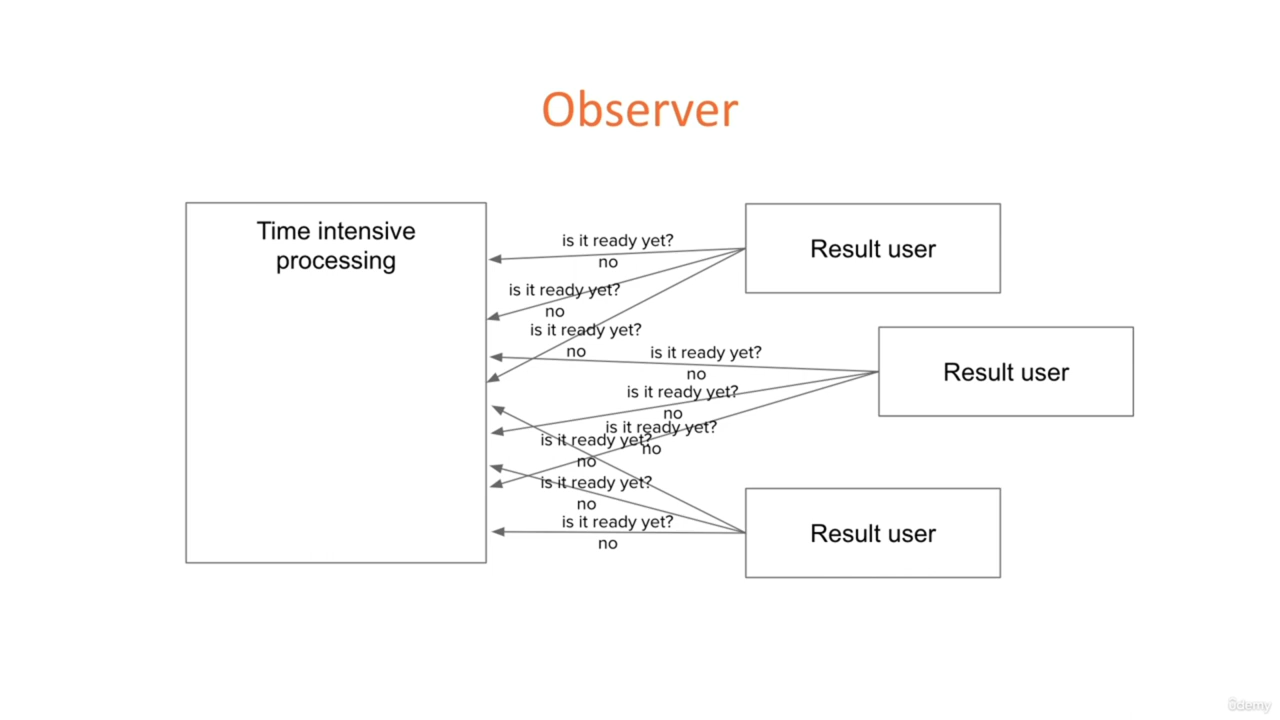 Observer
Time intensive
processing
is it ready yet?
no
is it ready yet?
no
is it ready yet?
no
Result user
is it ready yet?
no
is it ready yet?
no
is it ready yet?
no
Result user
is it ready yet?
no
is it ready yet?
no
is it ready yet?
no
Result user
ûdemy